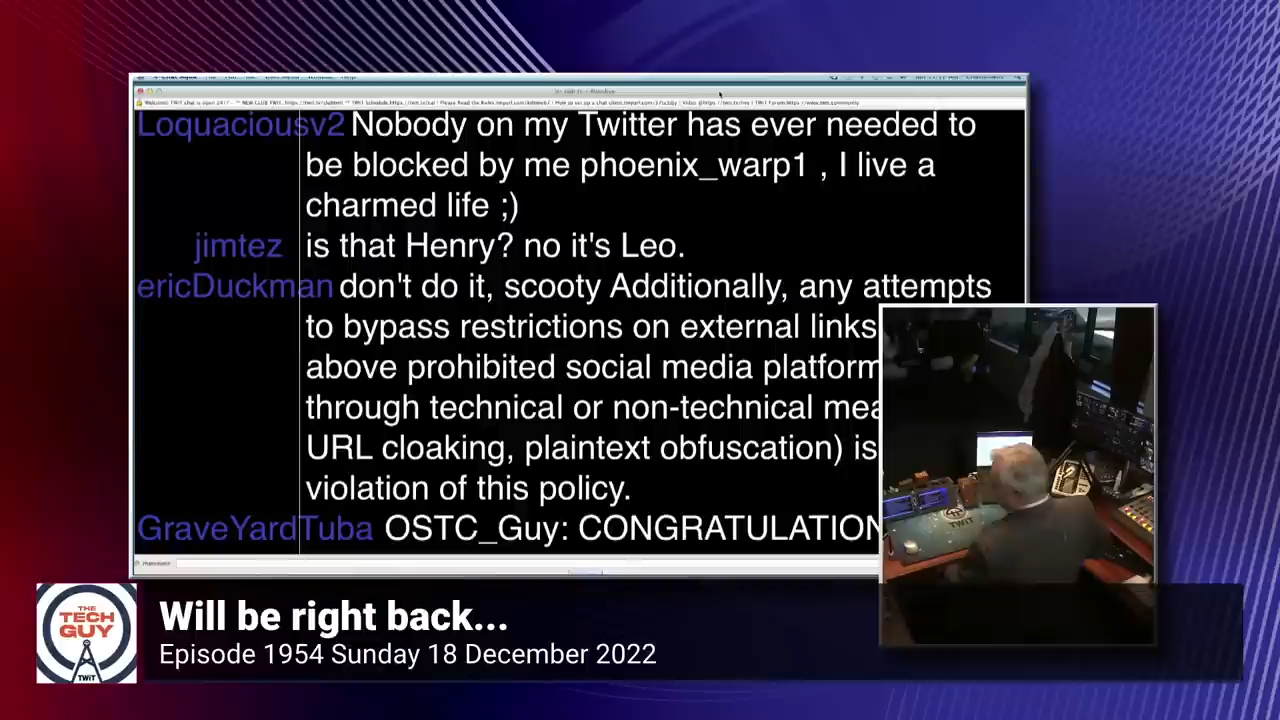 Loquaciousv2 Nobody on my Twitter has ever needed to
be blocked by me phoenix_warp1 , I live a
charmed life ;)
jimtez is that Henry? no it's Leo.
ericDuckman don't do it, scooty Additionally, any attempts
to bypass restrictions on external links
above prohibited social media platform
through technical or non-technical mea
URL cloaking, plaintext obfuscation) is
violation of this policy.
GraveYardTuba OSTC_Guy: CONGRATULATION
TWiT
THE
TECH
GUY
TWiT
Will be right back...
Episode 1954 Sunday 18 December 2022